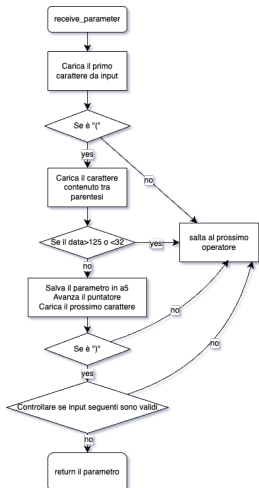 receive_parameter
Carica il primo
carattere da input
Se è "("
no
yes
Carica il carattere
contenuto tra
parentesi
salta al prossimo
operatore
Se il data>125 o <32
yes
no
Salva il parametro in a5
Avanza il puntatore
Carica il prossimo carattere
no
Se è ")"
no
yes
Controllare se input seguenti sono validi
no
return il parametro